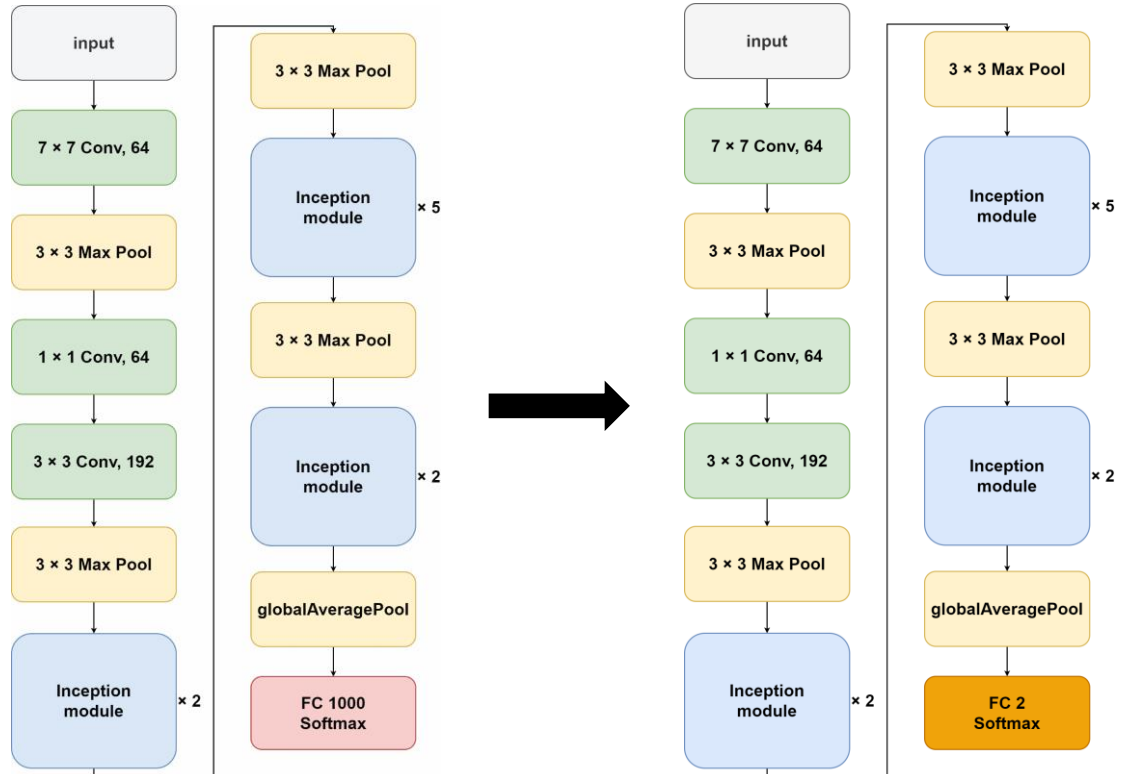 input
7 × 7 Conv, 64
3 × 3 Max Pool
1 × 1 Conv, 64
3 × 3 Conv, 192
3 × 3 Max Pool
Inception
module
× 2
3 × 3 Max Pool
Inception
module
× 5
3 × 3 Max Pool
Inception
module
× 2
globalAveragePool
FC 1000
Softmax
input
7 × 7 Conv, 64
3 × 3 Max Pool
1 × 1 Conv, 64
3 × 3 Conv, 192
3 × 3 Max Pool
Inception
module
× 2
3 × 3 Max Pool
Inception
module
× 5
3 × 3 Max Pool
Inception
module
× 2
globalAveragePool
FC 2
Softmax